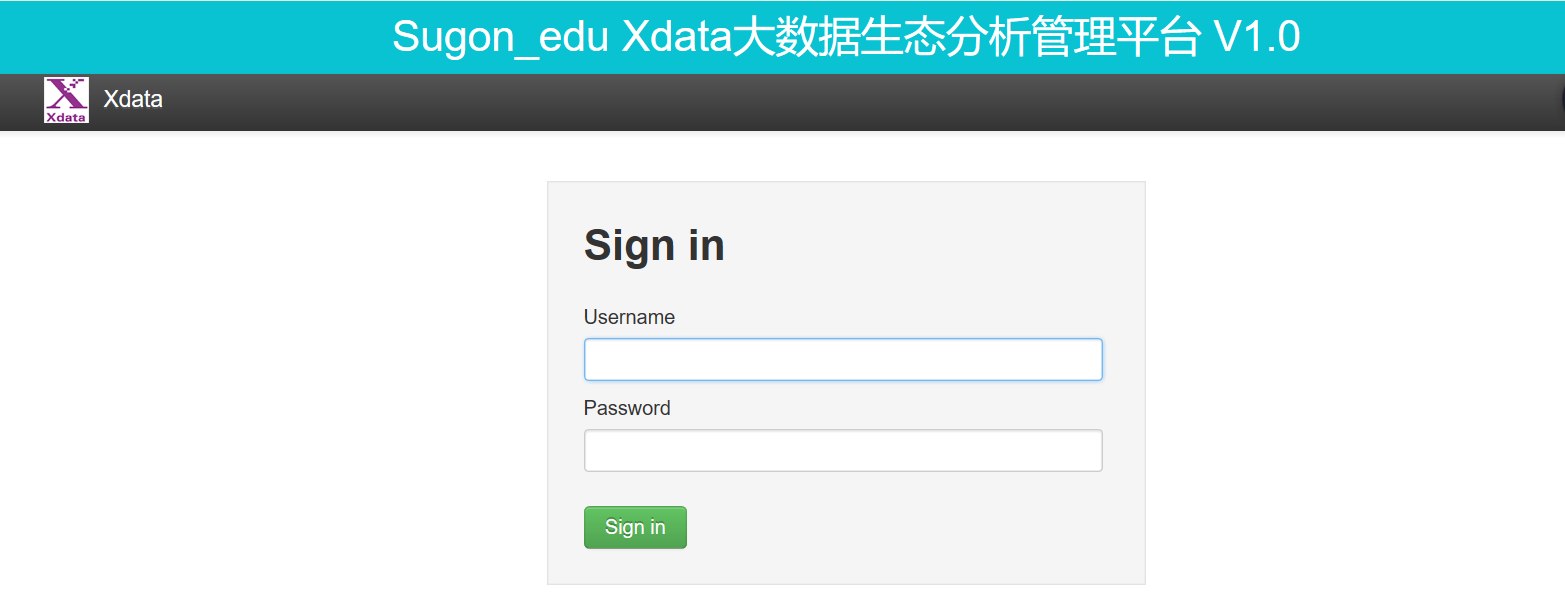 Sugon_edu Xdata大数据生态分析管理平台 V1.0
Xdata
Xdata
Sign in
Username
Password
Sign in